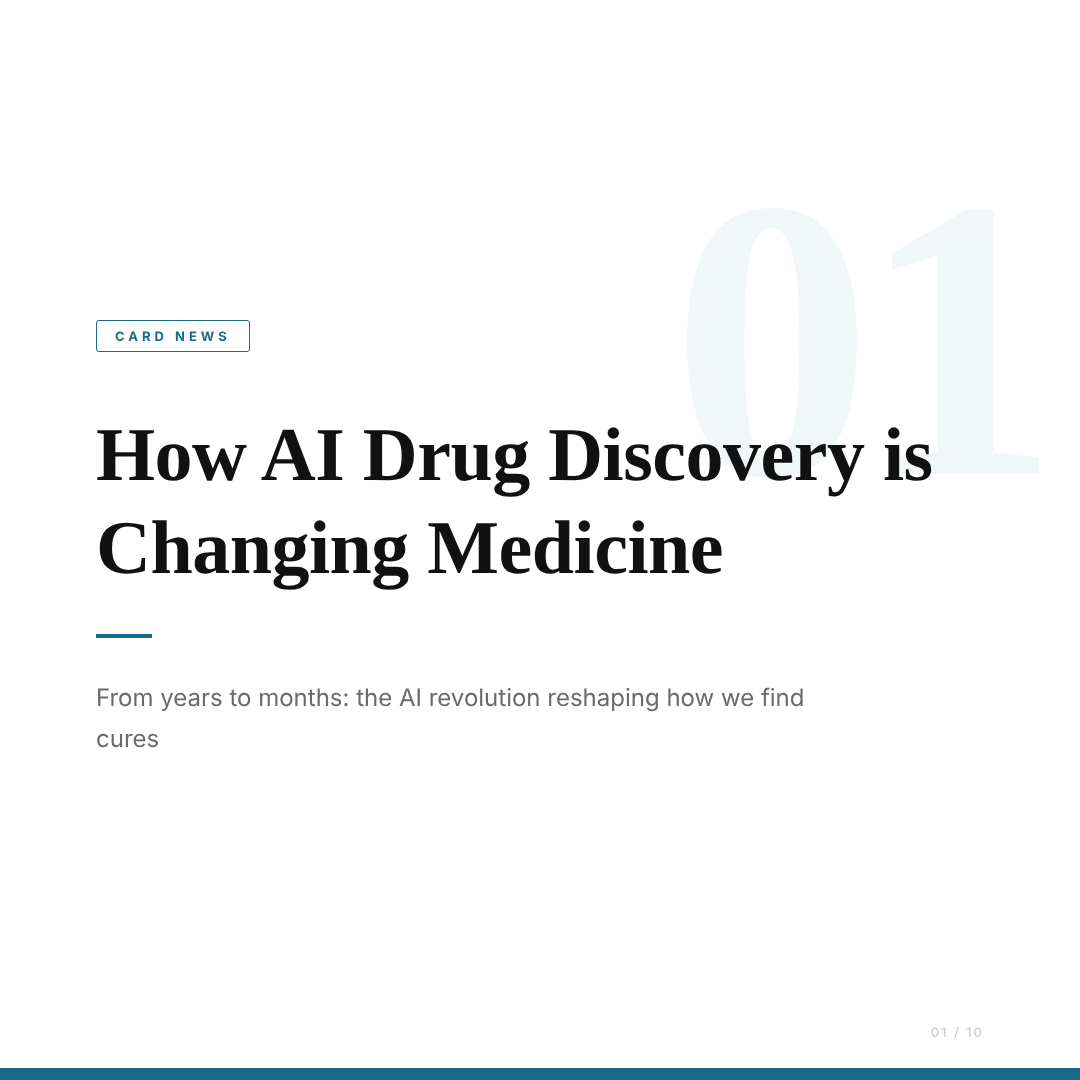 01
CARD NEWS
How AI Drug Discovery is
Changing Medicine
From years to months: the AI revolution reshaping how we find
cures
01 / 10